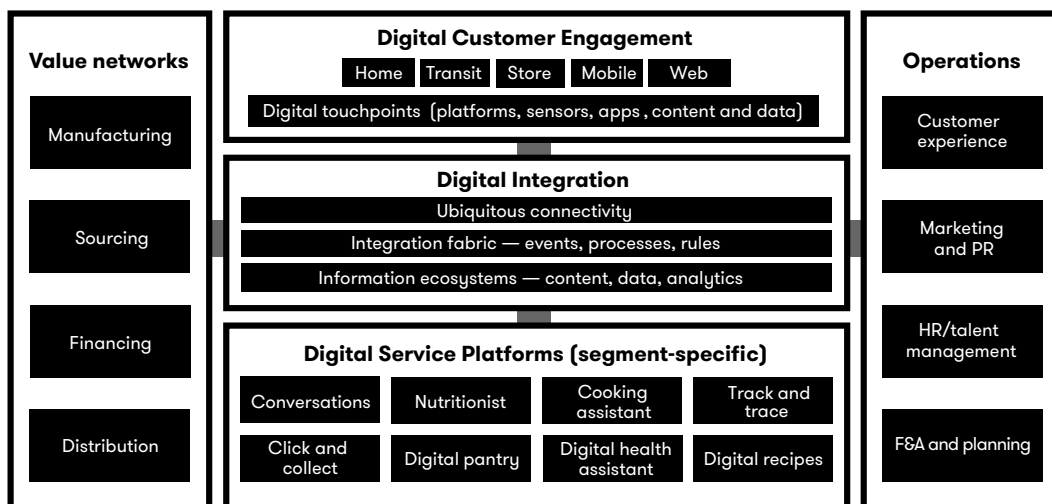 Value networks
Manufacturing
Sourcing
Financing
Distribution
Digital Customer Engagement
Home
Transit
Store
Mobile
Web
Digital touchpoints (platforms, sensors, apps , content and data)
Digital Integration
Ubiquitous connectivity
Integration fabric — events, processes, rules
Information ecosystems — content, data, analytics
Digital Service Platforms (segment-specific)
Conversations
Nutritionist
Cooking
assistant
Track and
trace
Click and
collect
Digital pantry
Digital health
assistant
Digital recipes
Operations
Customer
experience
Marketing
and PR
HR/talent
management
F&A and planning